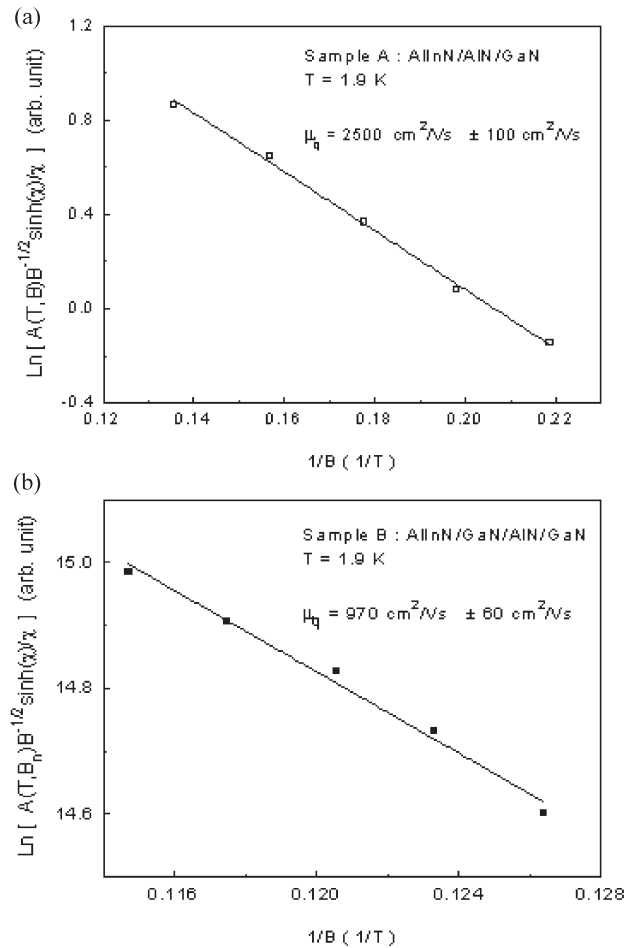 (a)
1.2
0.8
0.4
0.0
-0.4
Ln [ A(T,B)B^-1/2 sinh(χ)/χ ] (arb. unit)
Sample A : AlInN/AlN/GaN
T = 1.9 K
μq = 2500 cm²/Vs ± 100 cm²/Vs
0.12 0.14 0.16 0.18 0.20 0.22
1/B ( 1/T )
(b)
15.0
14.8
14.6
Ln [ A(T,Bn)B^-1/2 sinh(χ)/χ ] (arb. unit)
Sample B : AlInN/GaN/AlN/GaN
T = 1.9 K
μq = 970 cm²/Vs ± 60 cm²/Vs
0.116 0.120 0.124 0.128
1/B ( 1/T )